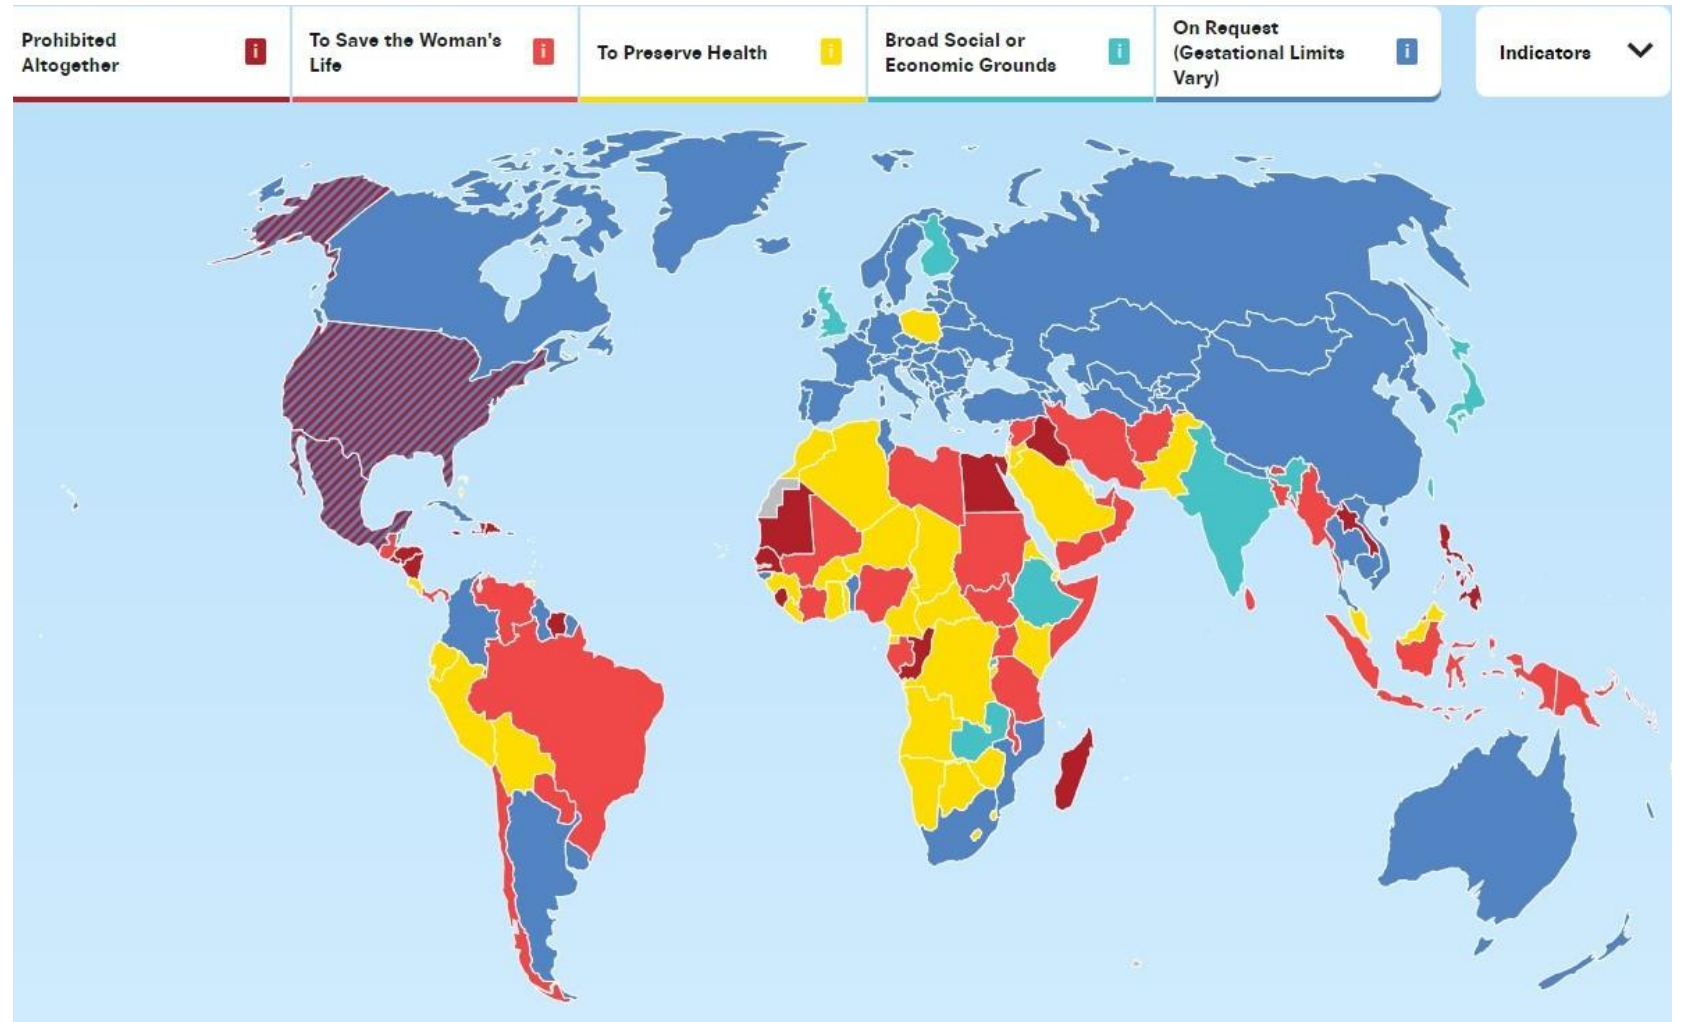 Prohibited
Altogether
i
To Save the Woman's
Life
i
To Preserve Health
i
Broad Social or
Economic Grounds
i
On Request
(Gestational Limits
Vary)
i
Indicators